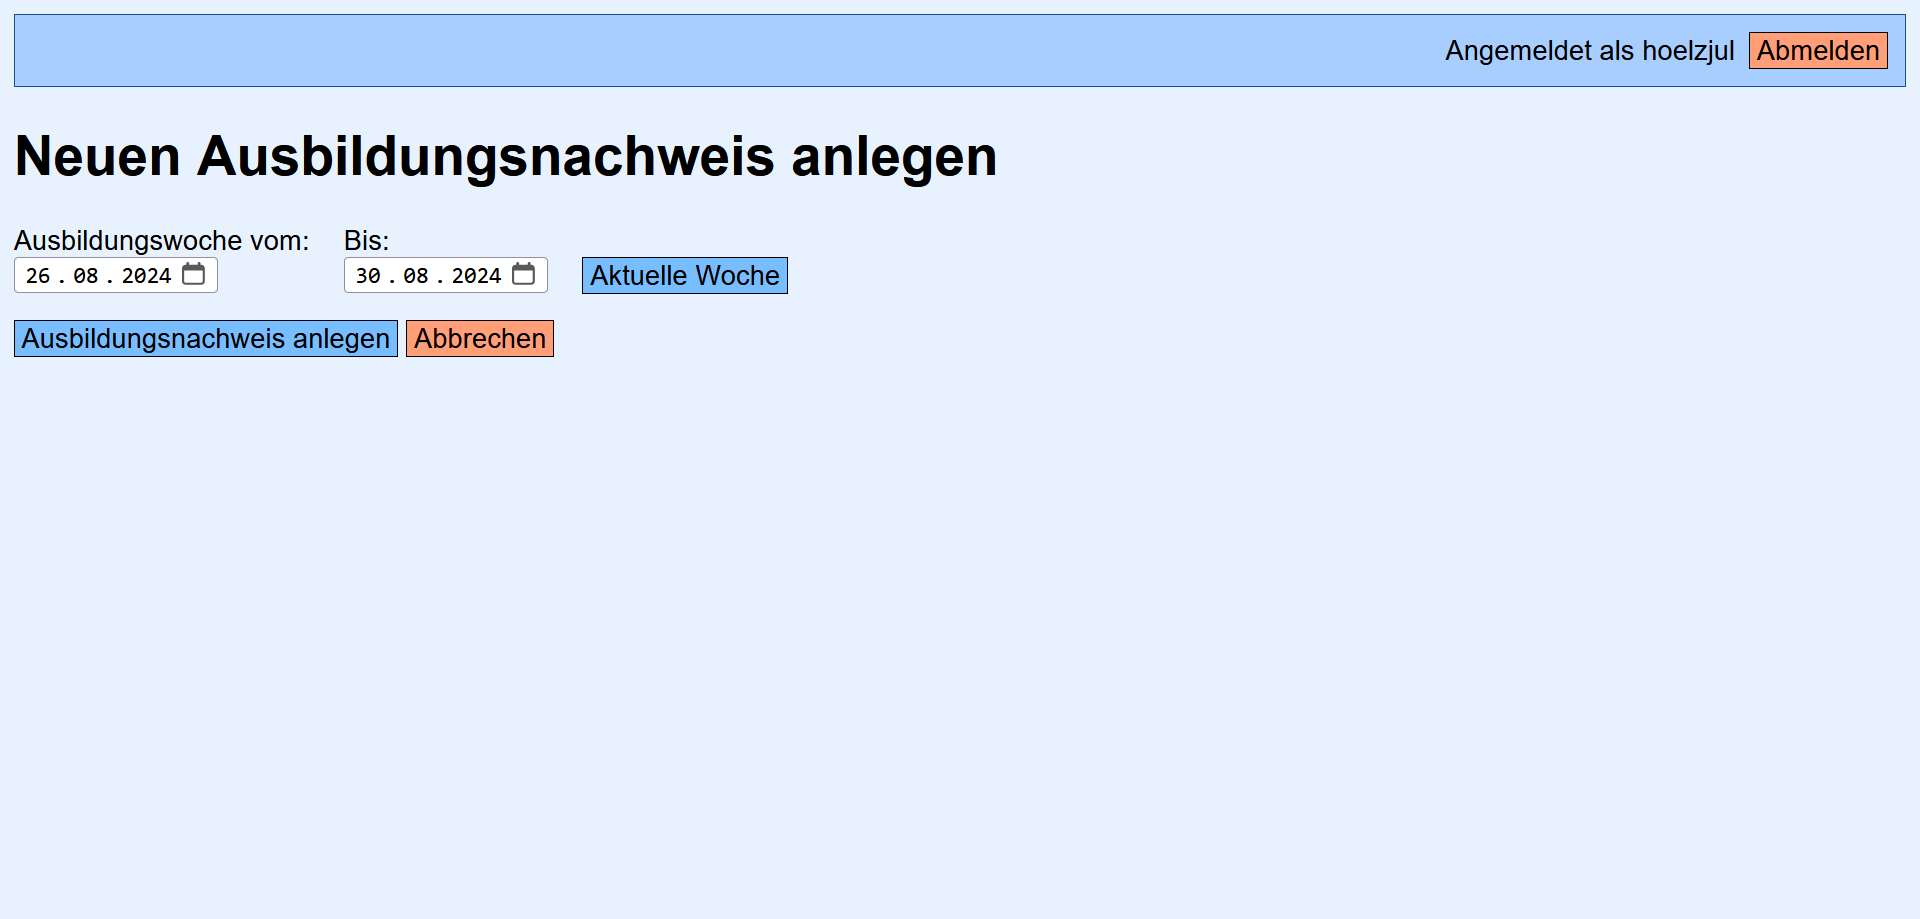 Angemeldet als hoelzjul Abmelden
Neuen Ausbildungsnachweis anlegen
Ausbildungswoche vom: Bis:
26.08.2024 30.08.2024 Aktuelle Woche
Ausbildungsnachweis anlegen Abbrechen